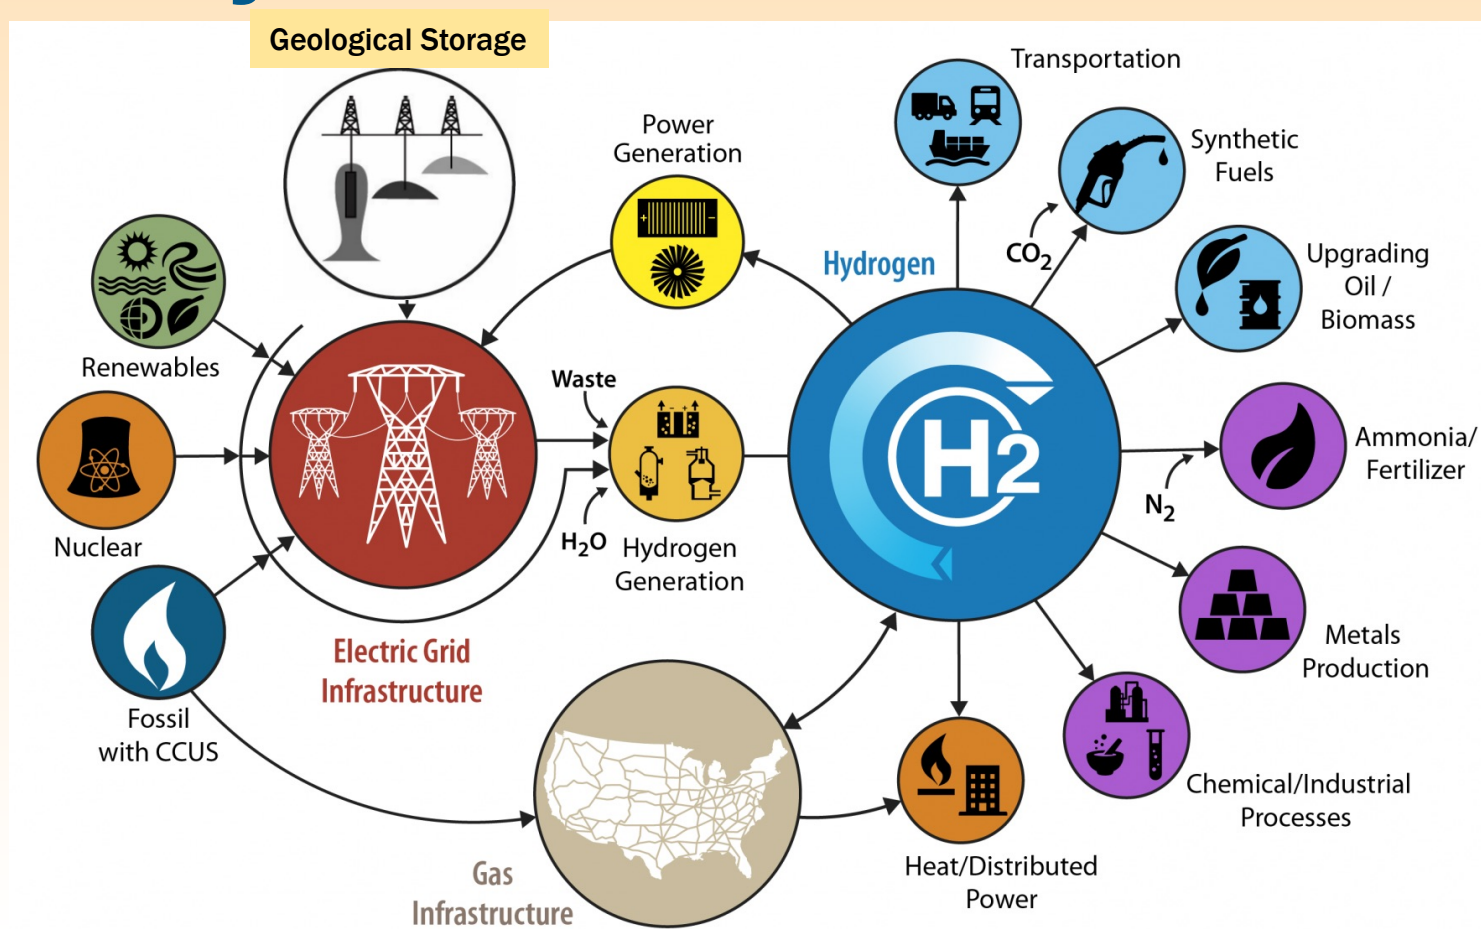 Geological Storage
Transportation
Power
Generation
Synthetic
Fuels
CO2
Hydrogen
Upgrading
Oil /
Biomass
Renewables
Waste
H2
Ammonia/
Fertilizer
N2
Nuclear
H2O
Hydrogen
Generation
Electric Grid
Infrastructure
Metals
Production
Fossil
with CCUS
Chemical/Industrial
Processes
Heat/Distributed
Power
Gas
Infrastructure